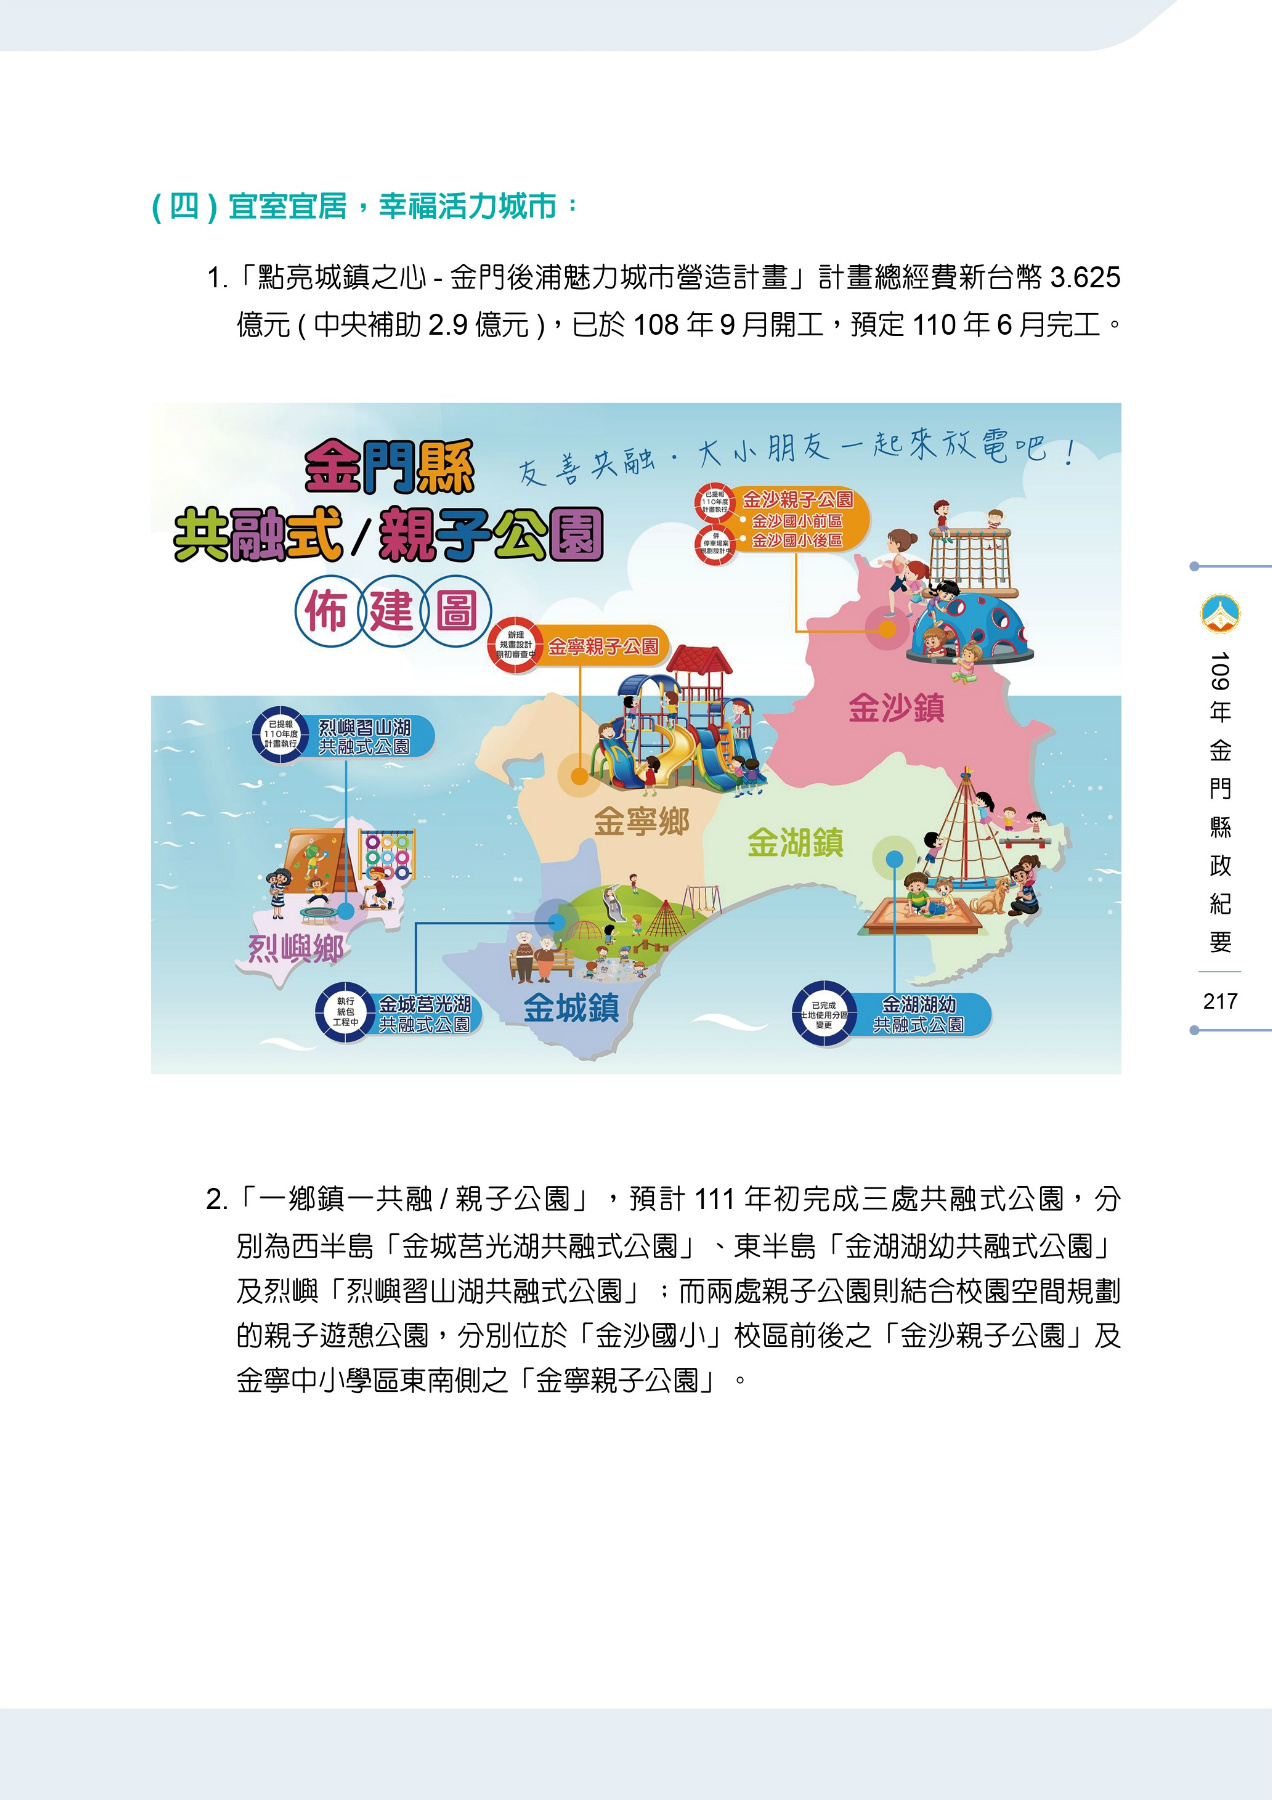 (四) 宜室宜居，幸福活力城市：
1.「點亮城鎮之心 - 金門後浦魅力城市營造計畫」計畫總經費新台幣 3.625
億元 ( 中央補助 2.9 億元 )，已於 108 年 9 月開工，預定 110 年 6 月完工。
金門縣
共融式/親子公園
佈建圖
友善共融．大小朋友一起來放電吧！
已提報
110年度
計畫執行
金沙親子公園
• 金沙國小前區
• 金沙國小後區
辦理
規畫設計
金寧親子公園
金沙鎮
已提報
110年度
計畫執行
烈嶼習山湖
共融式公園
金寧鄉
金湖鎮
烈嶼鄉
執行
統包
工程中
金城莒光湖
共融式公園
金城鎮
已完成
土地使用分區
變更
金湖湖幼
共融式公園
2.「一鄉鎮一共融 / 親子公園」，預計 111 年初完成三處共融式公園，分
別為西半島「金城莒光湖共融式公園」、東半島「金湖湖幼共融式公園」
及烈嶼「烈嶼習山湖共融式公園」；而兩處親子公園則結合校園空間規劃
的親子遊憩公園，分別位於「金沙國小」校區前後之「金沙親子公園」及
金寧中小學區東南側之「金寧親子公園」。
109年金門縣政紀要
217